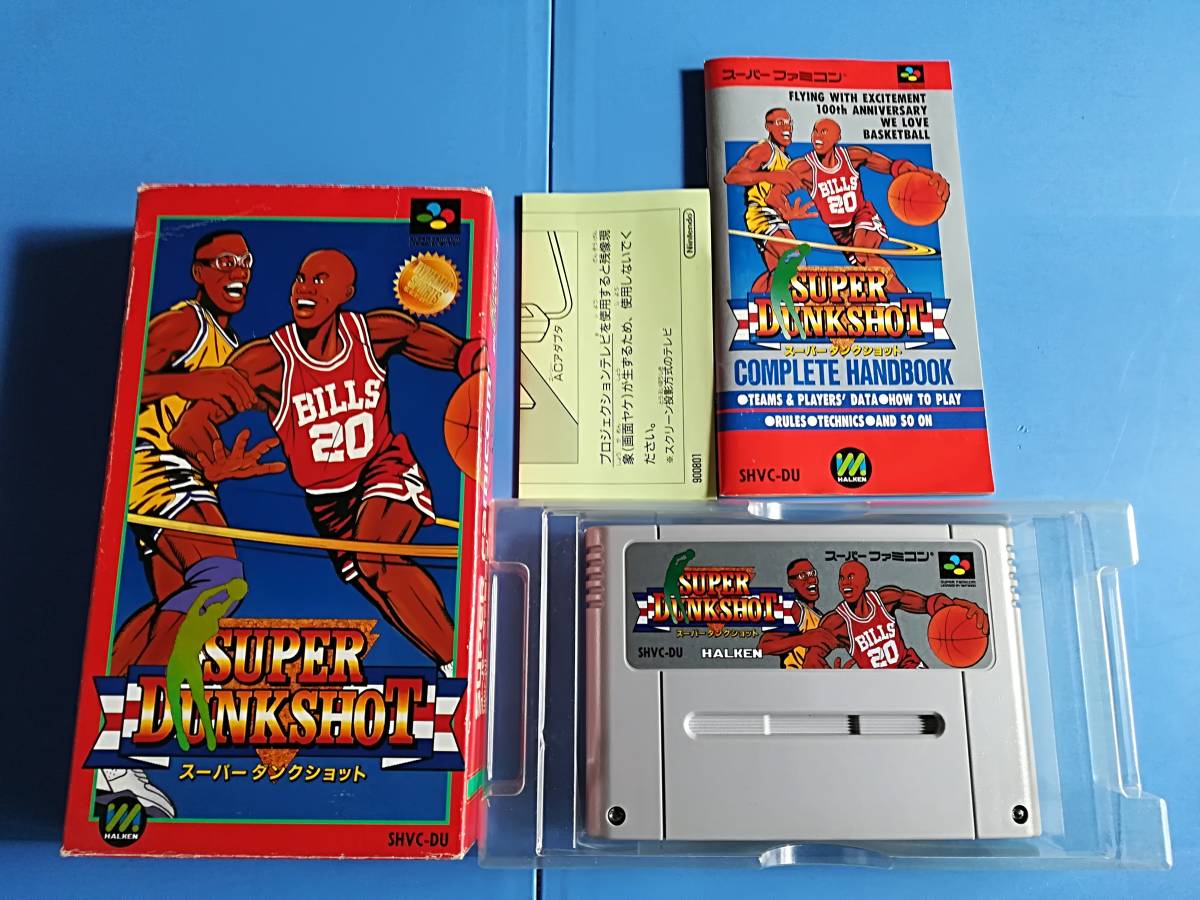 BILLS
20
SUPER
DUNKSHOT
スーパーダンクショット
HALKEN
SHVC-DU
Nintendo
ACアダプタ
プロジェクションテレビを使用すると残像現
象(画面ヤケ)が生ずるため、使用しないでく
ださい。
※スクリーン投影方式のテレビ
900801
スーパーファミコン
FLYING WITH EXCITEMENT
100th ANNIVERSARY
WE LOVE
BASKETBALL
BILLS
20
SUPER
DUNKSHOT
スーパーダンクショット
COMPLETE HANDBOOK
●TEAMS & PLAYERS' DATA●HOW TO PLAY
●RULES●TECHNICS●AND SO ON
SHVC-DU
HALKEN
スーパーファミコン
SUPER FAMICOM
SUPER
DUNKSHOT
スーパーダンクショット
BILLS
20
SHVC-DU
HALKEN